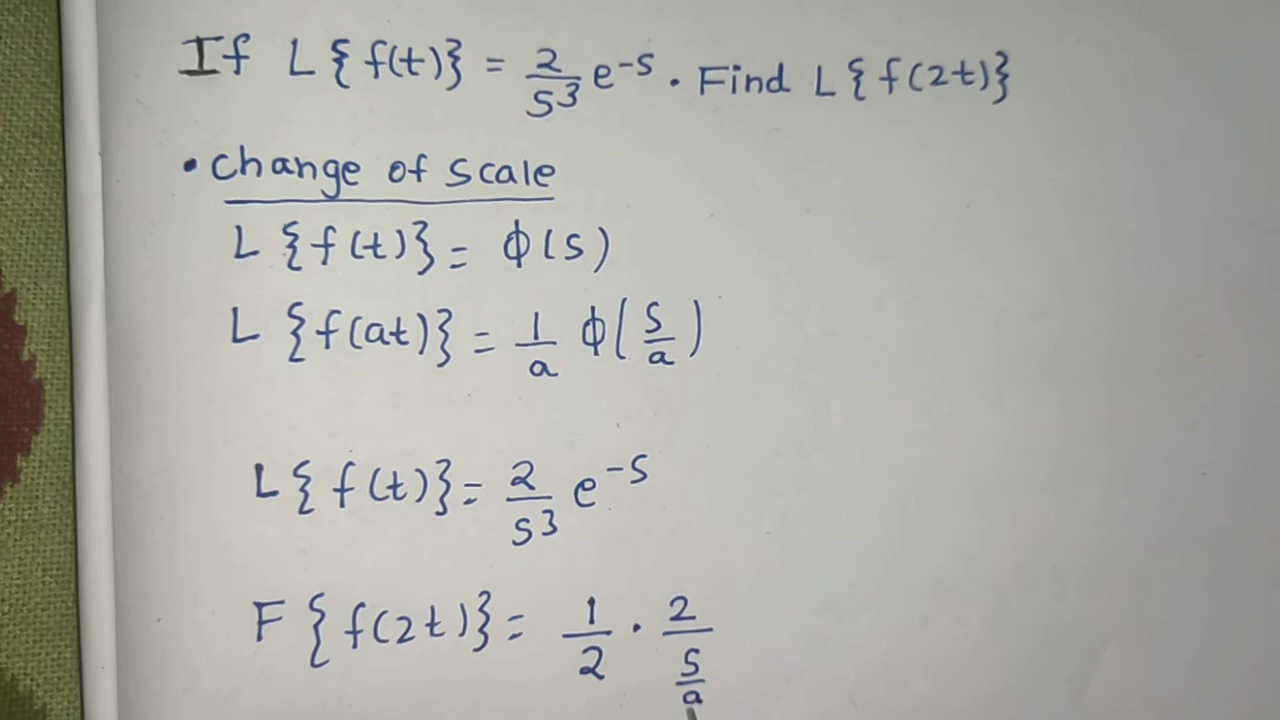 If L{f(t)} = 2/s³ e^-s. Find L{f(2t)}
• Change of scale
L{f(t)} = ϕ(s)
L{f(at)} = 1/a ϕ(s/a)
L{f(t)} = 2/s³ e^-s
F{f(2t)} = 1/2 · 2/(s/a)